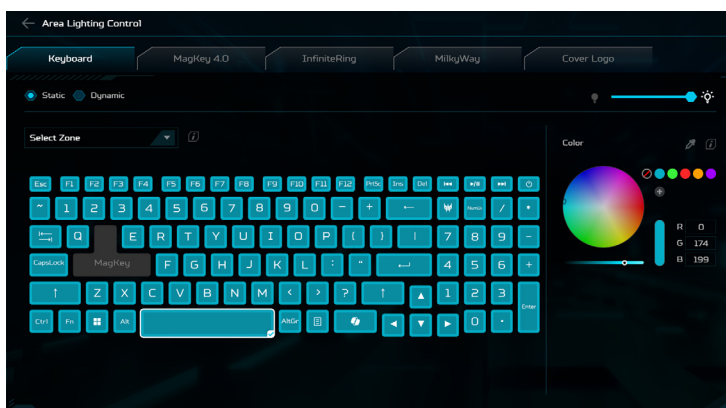 Area Lighting Control
Keyboard MagKey 4.0 InfiniteRing MilkyWay Cover Logo
Static Dynamic
Select Zone
Color
Esc F1 F2 F3 F4 F5 F6 F7 F8 F9 F10 F11 F12 PrtSc Ins Del
~ 1 2 3 4 5 6 7 8 9 0 - + NumLk / *
Q E R T Y U I O P { } | 7 8 9 -
CapsLock MagKey F G H J K L : " 4 5 6 +
Z X C V B N M < > ? 1 2 3 Enter
Ctrl Fn Alt AltGr 0 .
R 0
G 174
B 199